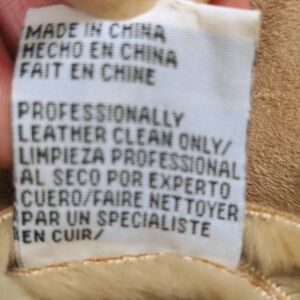 MADE IN CHINA
HECHO EN CHINA
FAIT EN CHINE
PROFESSIONALLY
LEATHER CLEAN ONLY/
LIMPIEZA PROFESSIONAL
AL SECO POR EXPERTO
CUERO/FAIRE NETTOYER
PAR UN SPECIALISTE
EN CUIR/